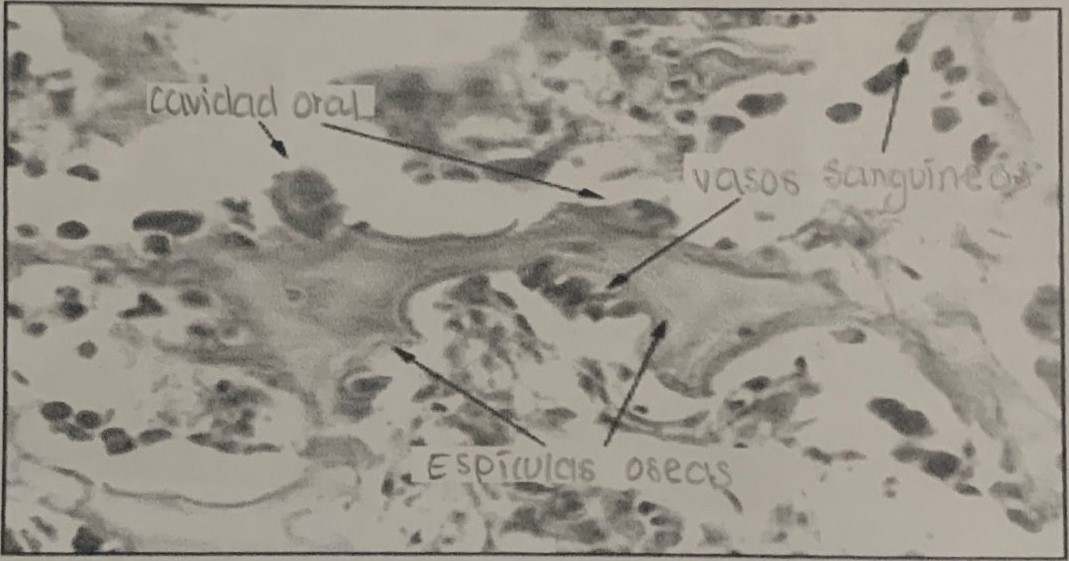 cavidad oral
vasos sanguíneos
Espículas oseas